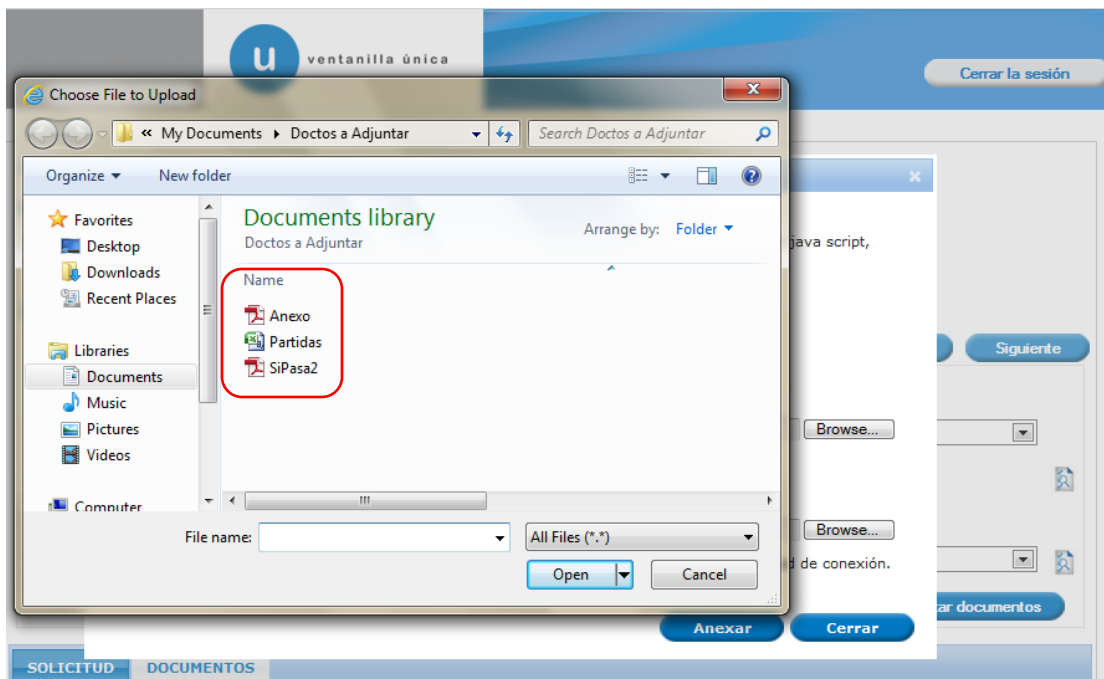 u
ventanilla única
Cerrar la sesión
Choose File to Upload
« My Documents ▸ Doctos a Adjuntar
Search Doctos a Adjuntar
Organize
New folder
Favorites
Desktop
Downloads
Recent Places
Libraries
Documents
Music
Pictures
Videos
Computer
Documents library
Doctos a Adjuntar
Arrange by: Folder
Name
Anexo
Partidas
SiPasa2
java script,
Siguiente
Browse...
Browse...
File name:
All Files (*.*)
Open
Cancel
de conexión.
documentos
Anexar
Cerrar
SOLICITUD
DOCUMENTOS